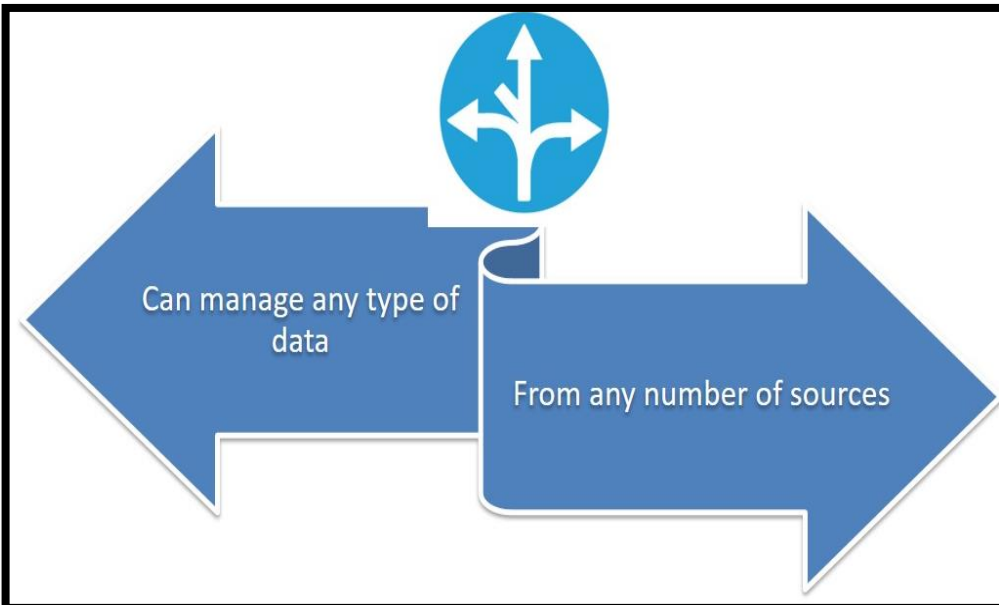 Can manage any type of
data
From any number of sources